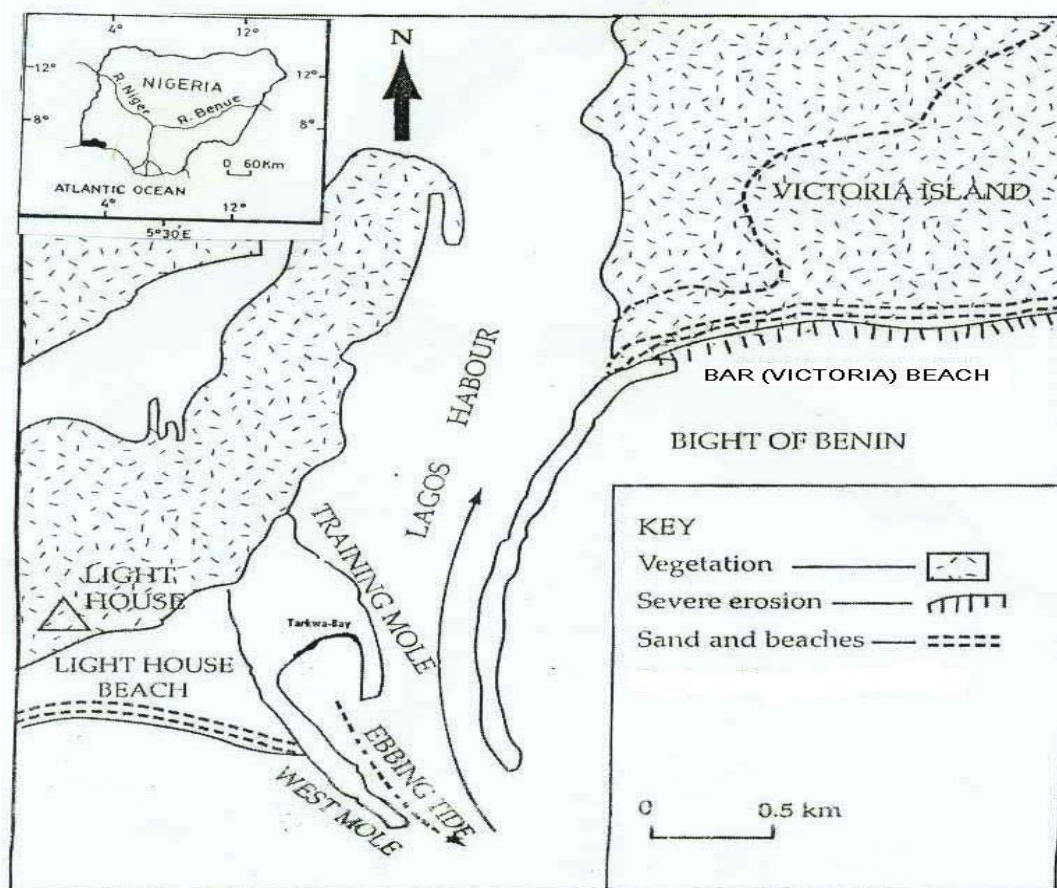 4°
12°
12°
NIGERIA
12°
R. Niger
R. Benue
8°
8°
0 60Km
ATLANTIC OCEAN
4°
12°
5°30'E
N
VICTORIA ISLAND
BAR (VICTORIA) BEACH
BIGHT OF BENIN
LAGOS HABOUR
TRAINING MOLE
LIGHT
HOUSE
Tarkwa-Bay
LIGHT HOUSE
BEACH
EBBING TIDE
WEST MOLE
KEY
Vegetation
Severe erosion
Sand and beaches
0 0.5 km